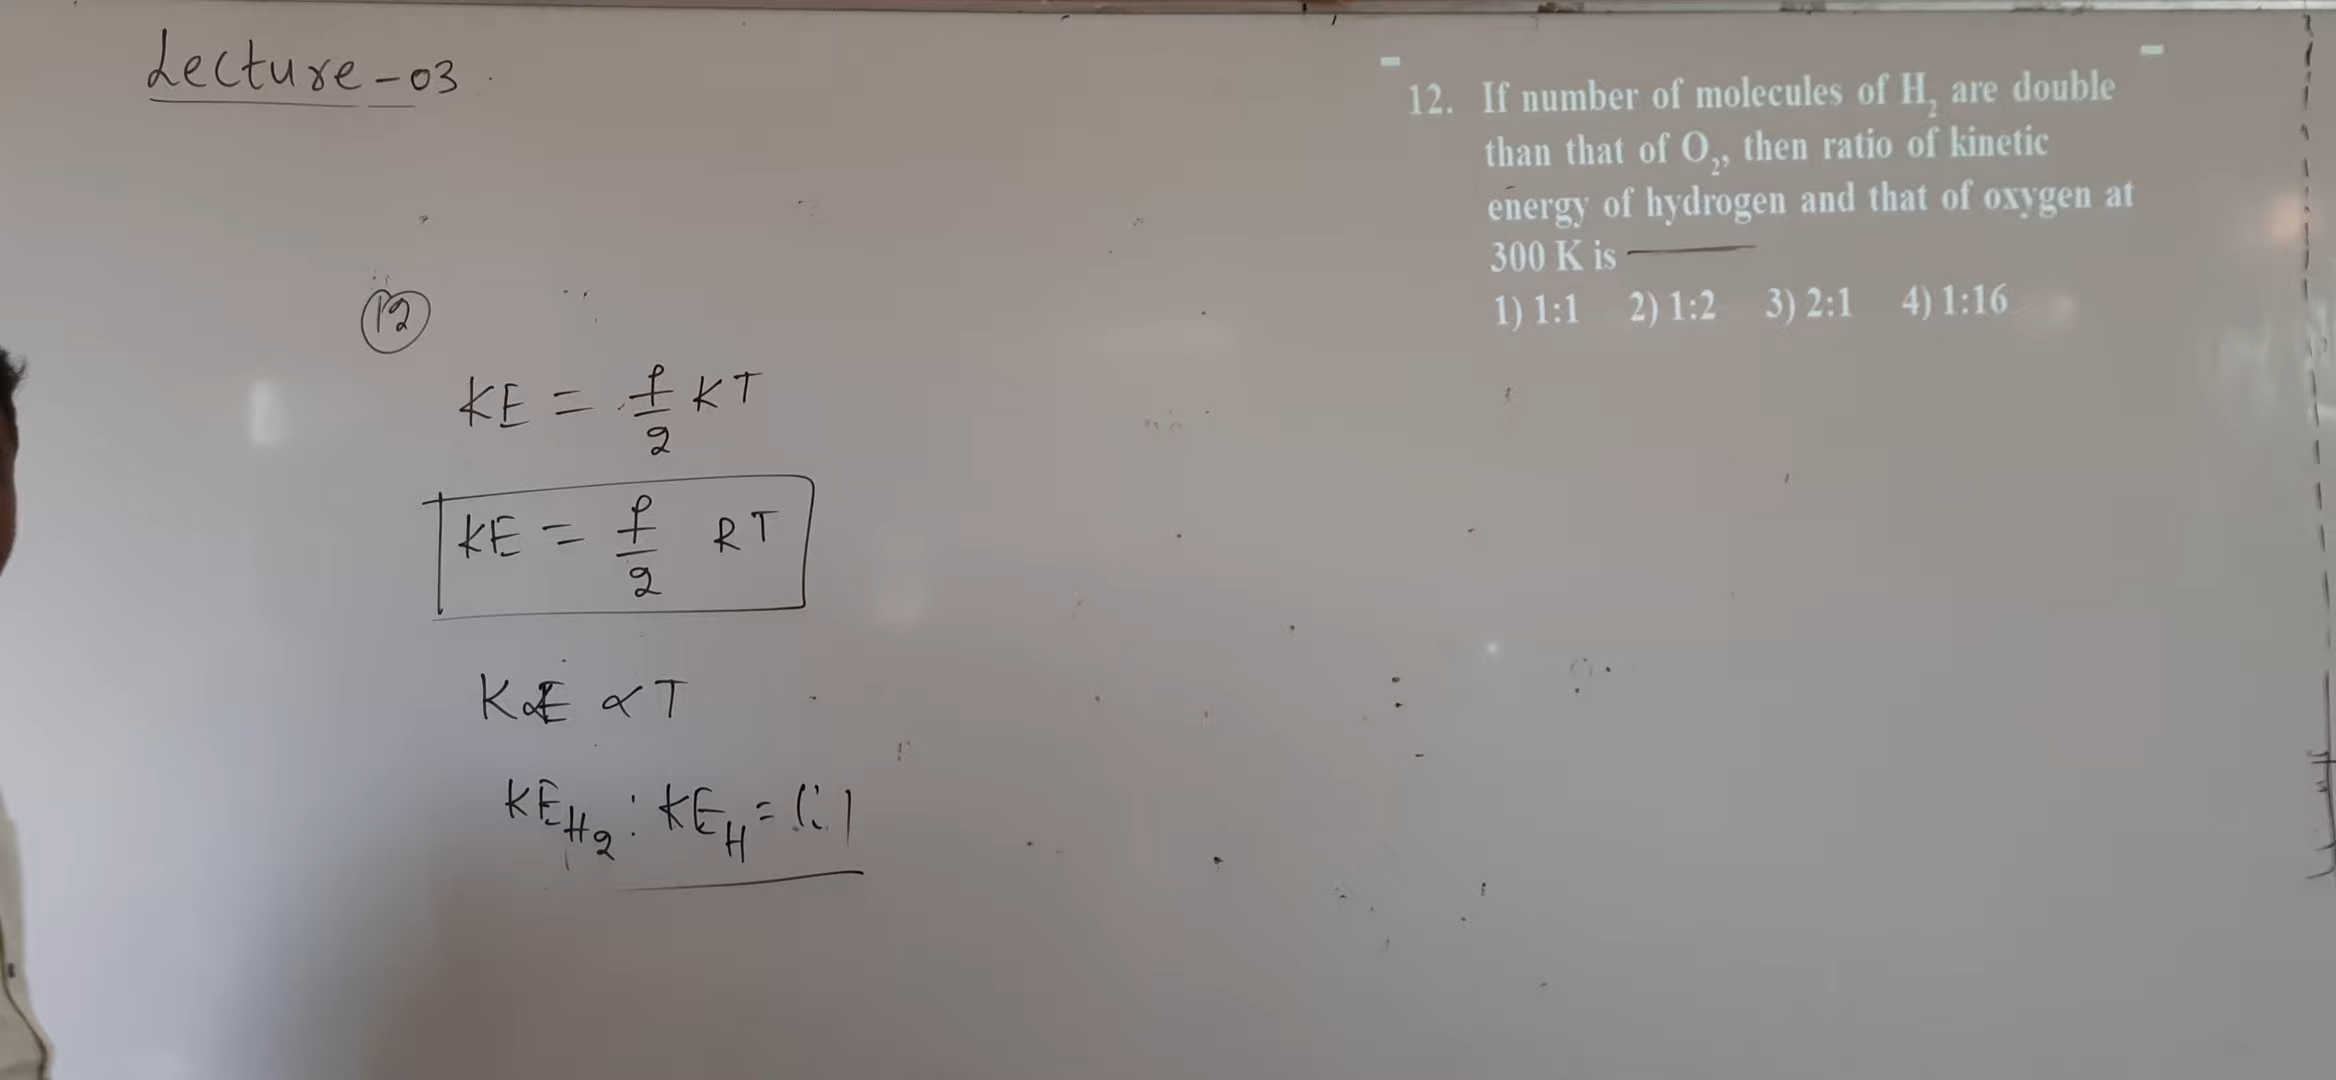 Lecture-03
12. If number of molecules of H₂ are double
than that of O₂, then ratio of kinetic
energy of hydrogen and that of oxygen at
300 K is ———
1) 1:1 2) 1:2 3) 2:1 4) 1:16
12
KE = f/2 KT
KE = f/2 RT
KE ∝ T
KE_H₂ : KE_H = 1:1